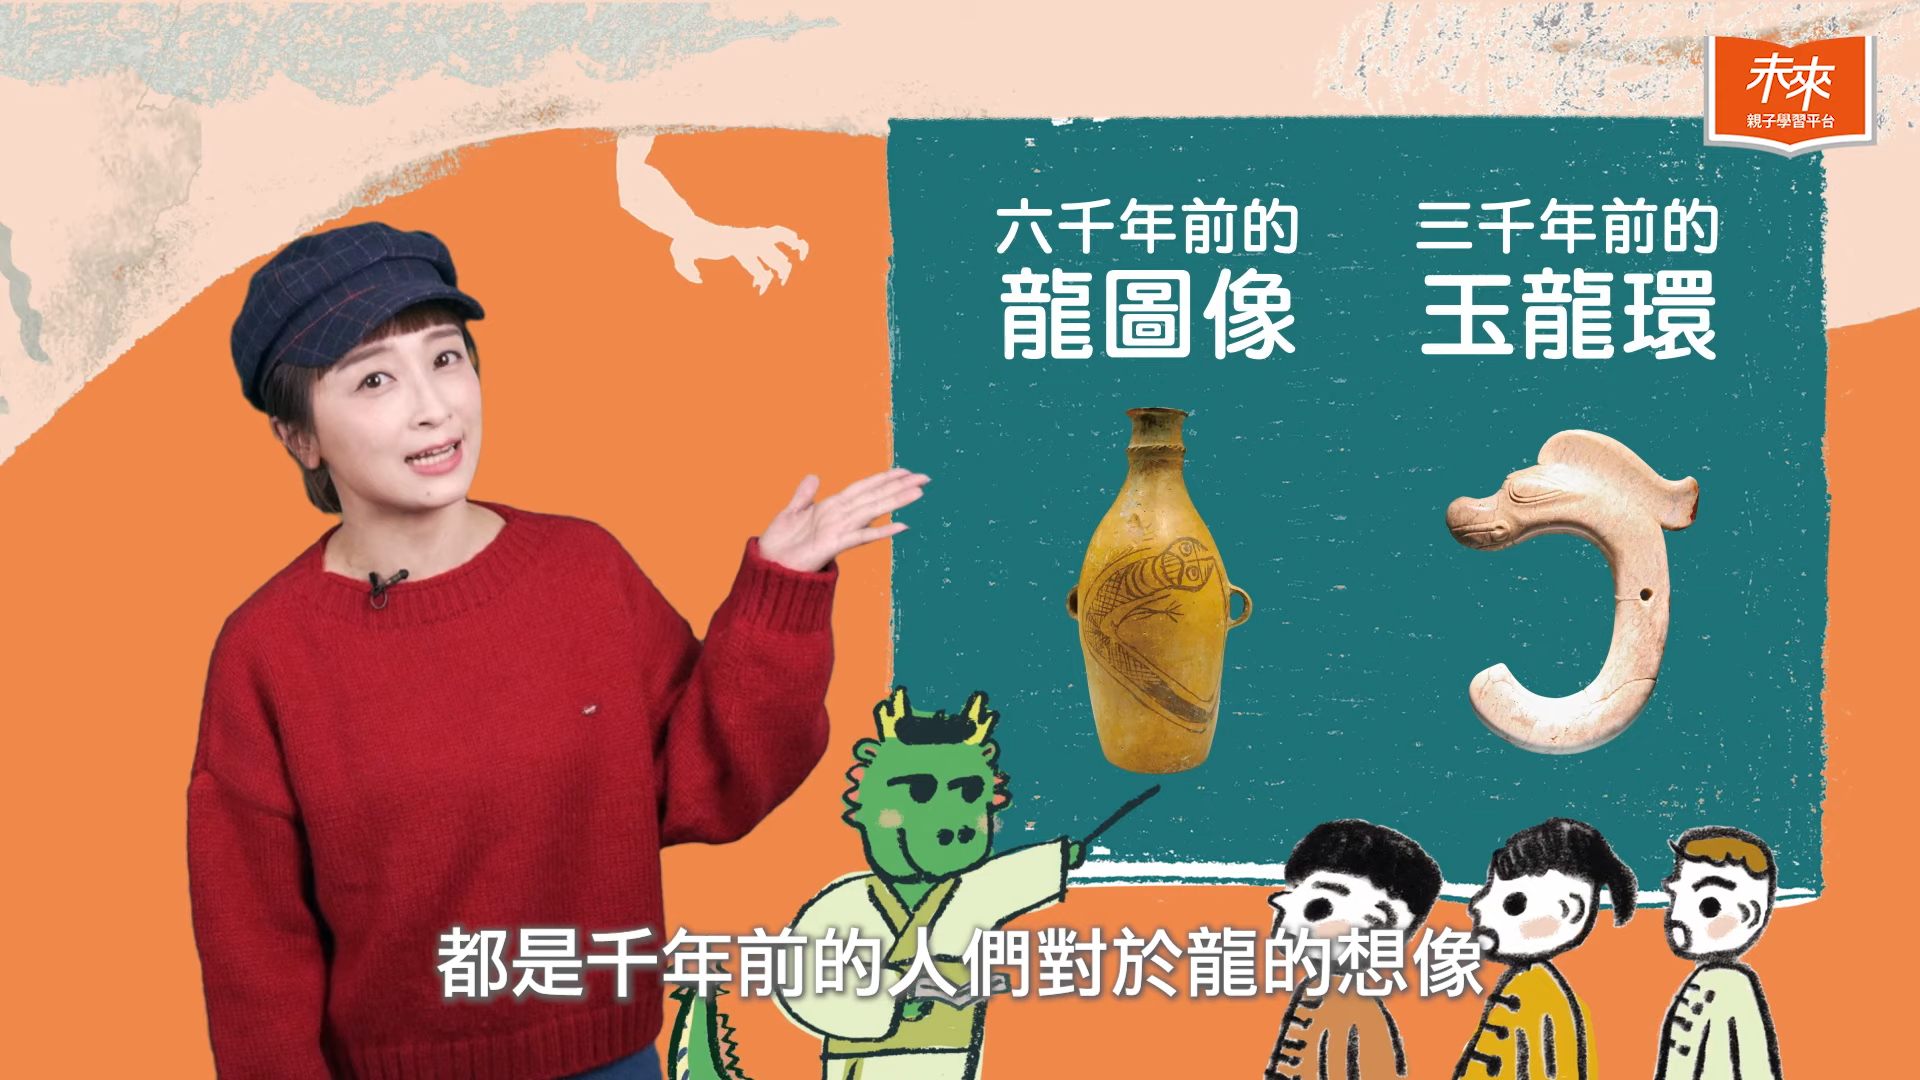 未來
親子學習平台
六千年前的
龍圖像
三千年前的
玉龍環
都是千年前的人們對於龍的想像